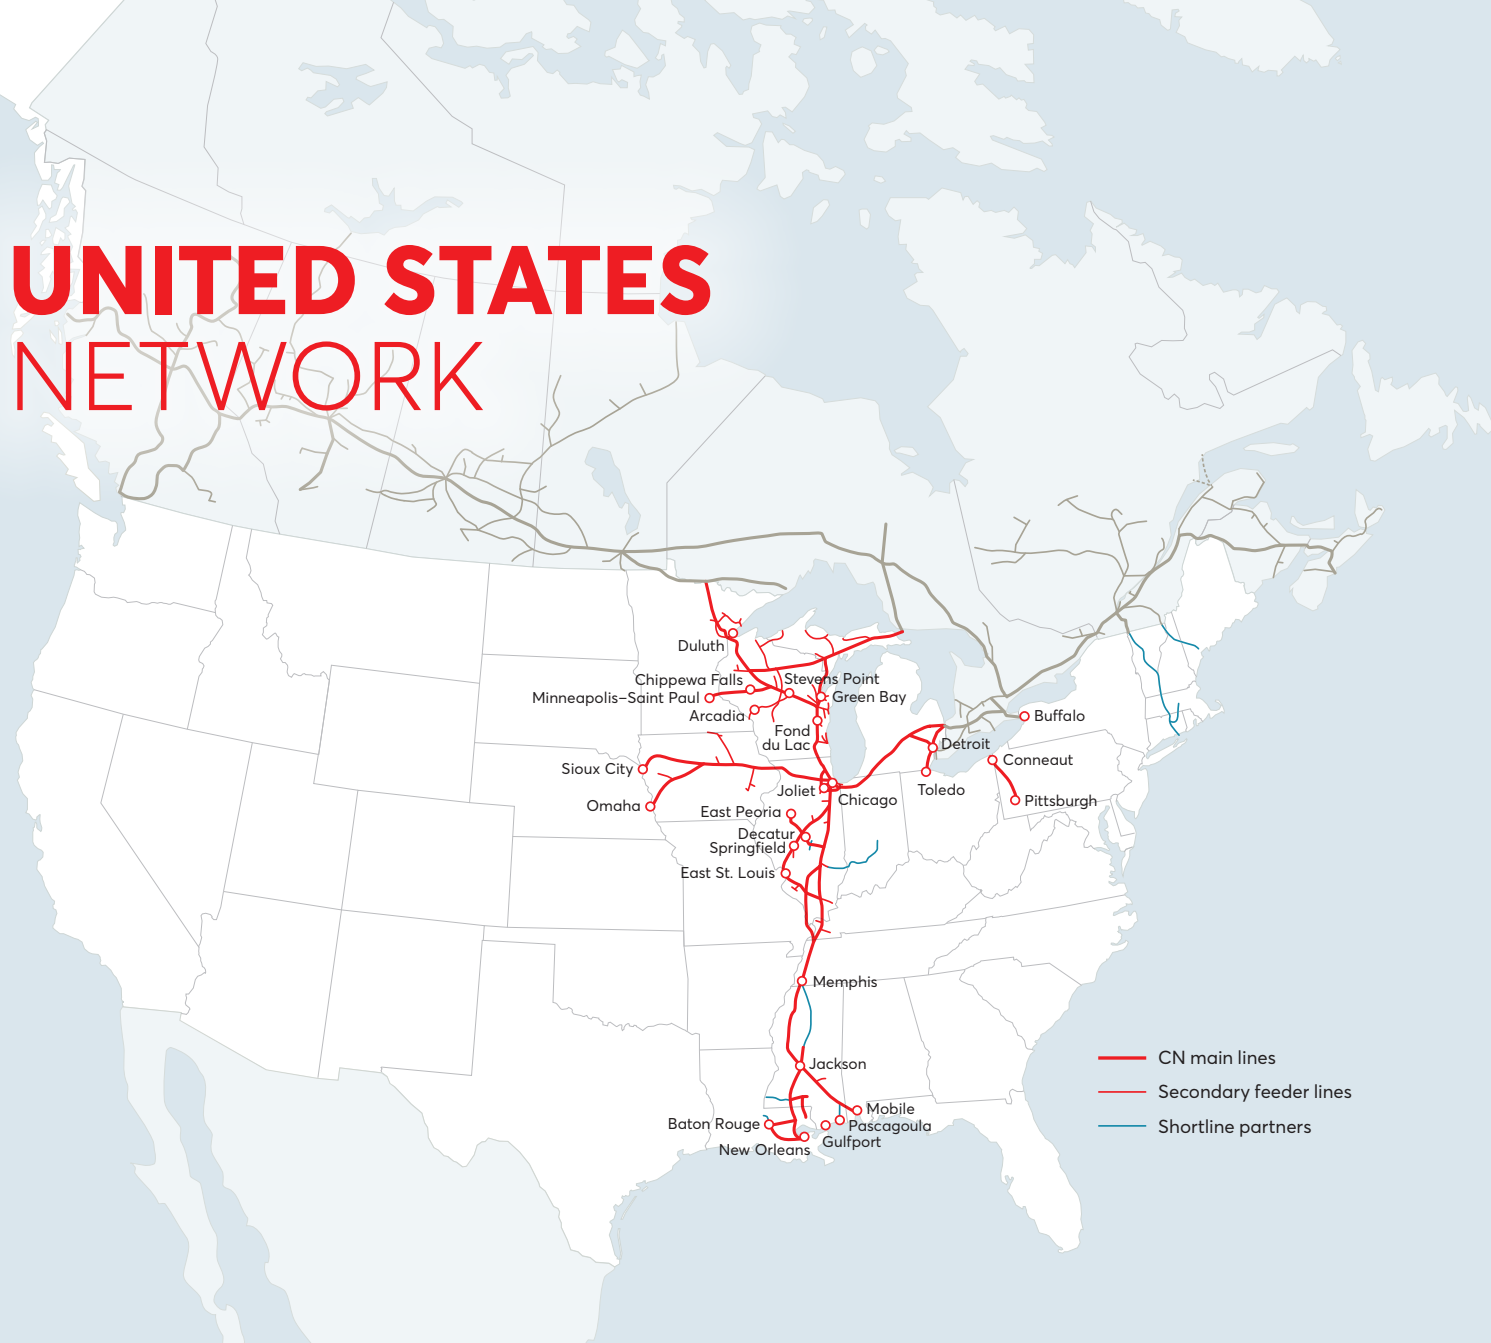 UNITED STATES
NETWORK
Duluth
Chippewa Falls
Stevens Point
Minneapolis–Saint Paul
Green Bay
Arcadia
Buffalo
Fond
du Lac
Detroit
Conneaut
Sioux City
Joliet
Toledo
Chicago
Pittsburgh
Omaha
East Peoria
Decatur
Springfield
East St. Louis
Memphis
Jackson
Mobile
Baton Rouge
Pascagoula
Gulfport
New Orleans
CN main lines
Secondary feeder lines
Shortline partners